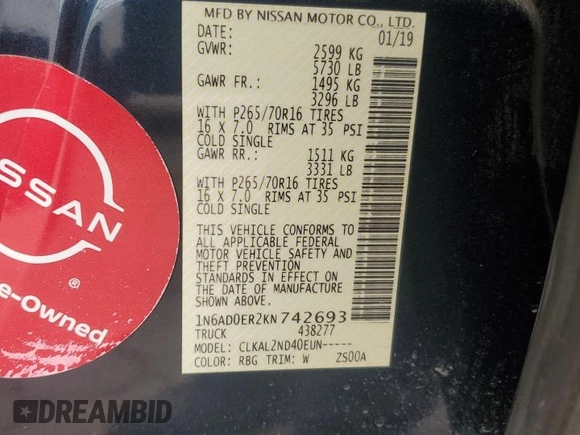 MFD BY NISSAN MOTOR CO., LTD.
DATE: 01/19
GVWR: 2599 KG
5730 LB
GAWR FR.: 1495 KG
3296 LB
WITH P265/70R16 TIRES
16 X 7.0 RIMS AT 35 PSI
COLD SINGLE
GAWR RR.: 1511 KG
3331 LB
WITH P265/70R16 TIRES
16 X 7.0 RIMS AT 35 PSI
COLD SINGLE
THIS VEHICLE CONFORMS TO
ALL APPLICABLE FEDERAL
MOTOR VEHICLE SAFETY AND
THEFT PREVENTION
STANDARDS IN EFFECT ON
THE DATE OF MANUFACTURE
SHOWN ABOVE.
1N6AD0ER2KN742693
TRUCK 438277
MODEL: CLKAL2ND40EUN-----
COLOR: RBG TRIM: W ZS00A
ISSAN
®
e-Owned
DREAMBID